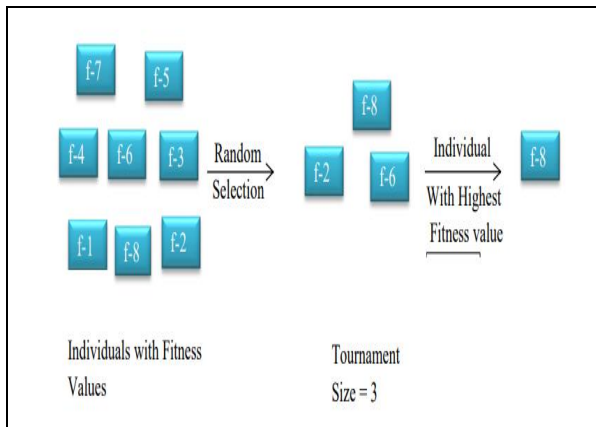 f-7
f-5
f-4
f-6
f-3
f-1
f-8
f-2
Random
Selection
f-8
f-2
f-6
Individual
With Highest
Fitness value
f-8
Individuals with Fitness
Values
Tournament
Size = 3